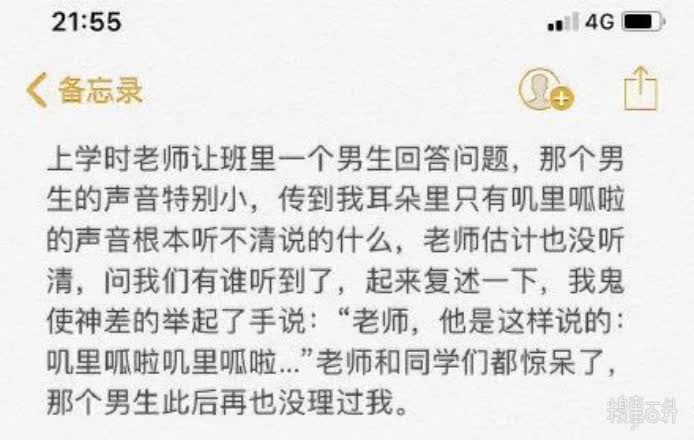 21:55
4G
备忘录
上学时老师让班里一个男生回答问题，那个男
生的声音特别小，传到我耳朵里只有叽里呱啦
的声音根本听不清说的什么，老师估计也没听
清，问我们有谁听到了，起来复述一下，我鬼
使神差的举起了手说：“老师，他是这样说的：
叽里呱啦叽里呱啦...”老师和同学们都惊呆了，
那个男生此后再也没理过我。
糗事百科